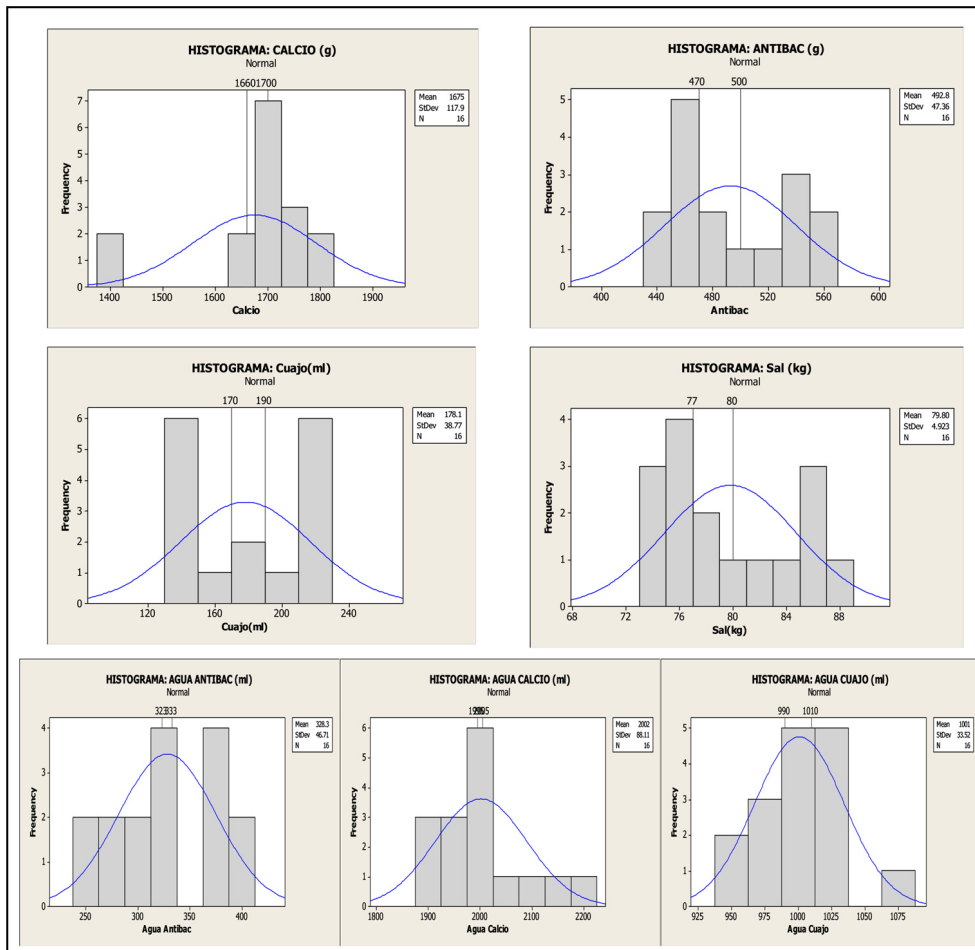 HISTOGRAMA: CALCIO (g)
Normal
1660 1700
Mean 1675
StDev 117.9
N 16
Frequency
7
6
5
4
3
2
1
0
1400 1500 1600 1700 1800 1900
Calcio
HISTOGRAMA: ANTIBAC (g)
Normal
470 500
Mean 492.8
StDev 47.36
N 16
Frequency
5
4
3
2
1
0
400 440 480 520 560 600
Antibac
HISTOGRAMA: Cuajo(ml)
Normal
170 190
Mean 178.1
StDev 38.77
N 16
Frequency
6
5
4
3
2
1
0
120 160 200 240
Cuajo(ml)
HISTOGRAMA: Sal (kg)
Normal
77 80
Mean 79.80
StDev 4.923
N 16
Frequency
4
3
2
1
0
68 72 76 80 84 88
Sal(kg)
HISTOGRAMA: AGUA ANTIBAC (ml)
Normal
323 333
Mean 328.3
StDev 46.71
N 16
Frequency
4
3
2
1
0
250 300 350 400
Agua Antibac
HISTOGRAMA: AGUA CALCIO (ml)
Normal
Mean 2002
StDev 88.11
N 16
Frequency
6
5
4
3
2
1
0
1800 1900 2000 2100 2200
Agua Calcio
HISTOGRAMA: AGUA CUAJO (ml)
Normal
990 1010
Mean 1001
StDev 33.52
N 16
Frequency
5
4
3
2
1
0
925 950 975 1000 1025 1050 1075
Agua Cuajo